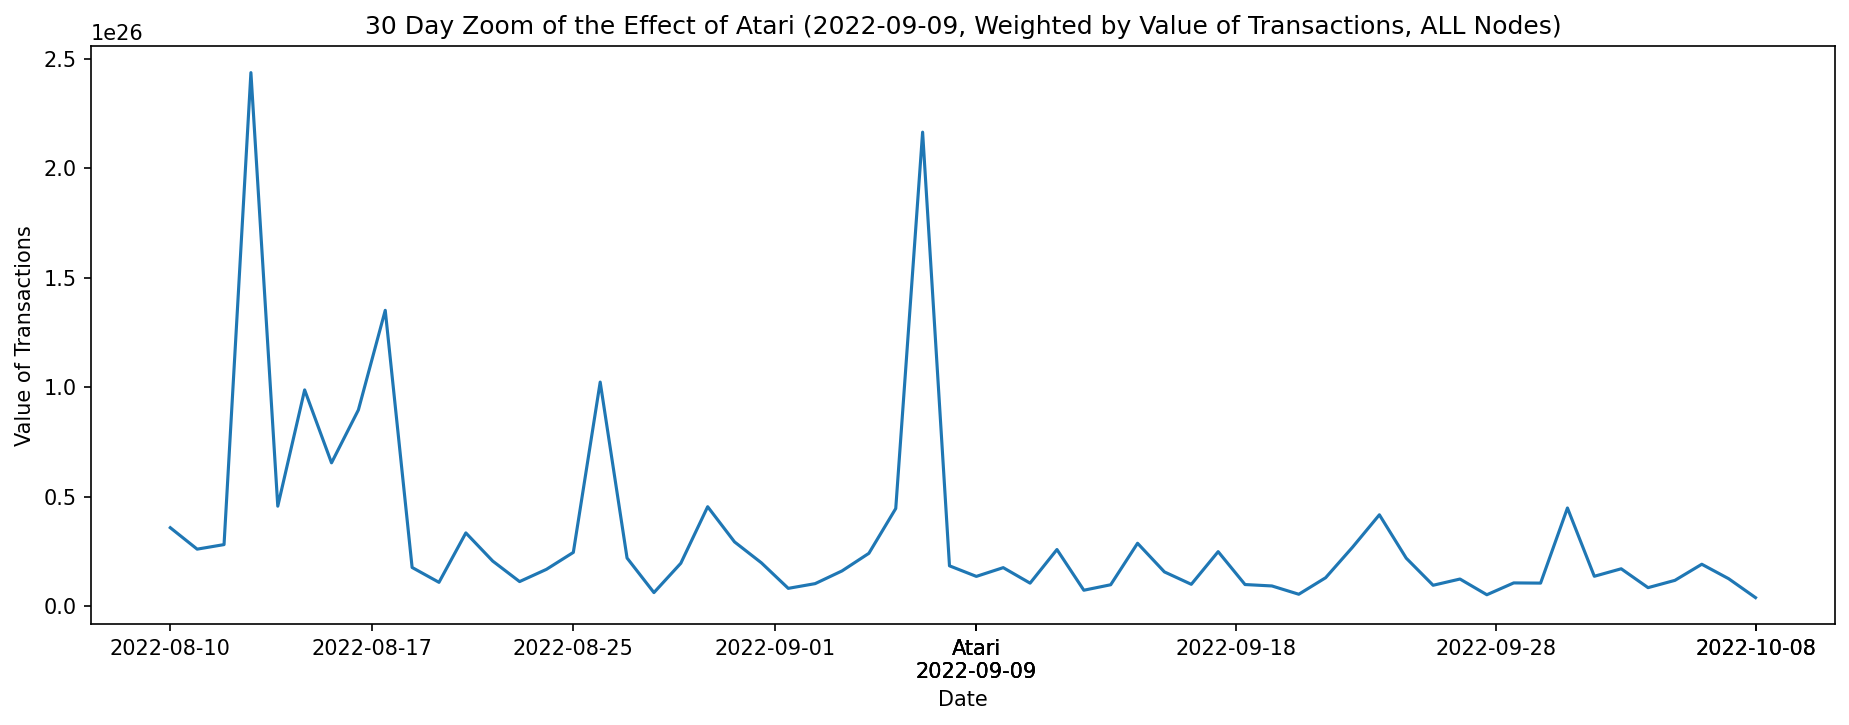 30 Day Zoom of the Effect of Atari (2022-09-09, Weighted by Value of Transactions, ALL Nodes)
1e26
2.5
2.0
1.5
1.0
0.5
0.0
Value of Transactions
2022-08-10 2022-08-17 2022-08-25 2022-09-01 Atari 2022-09-18 2022-09-28 2022-10-08
2022-09-09
Date